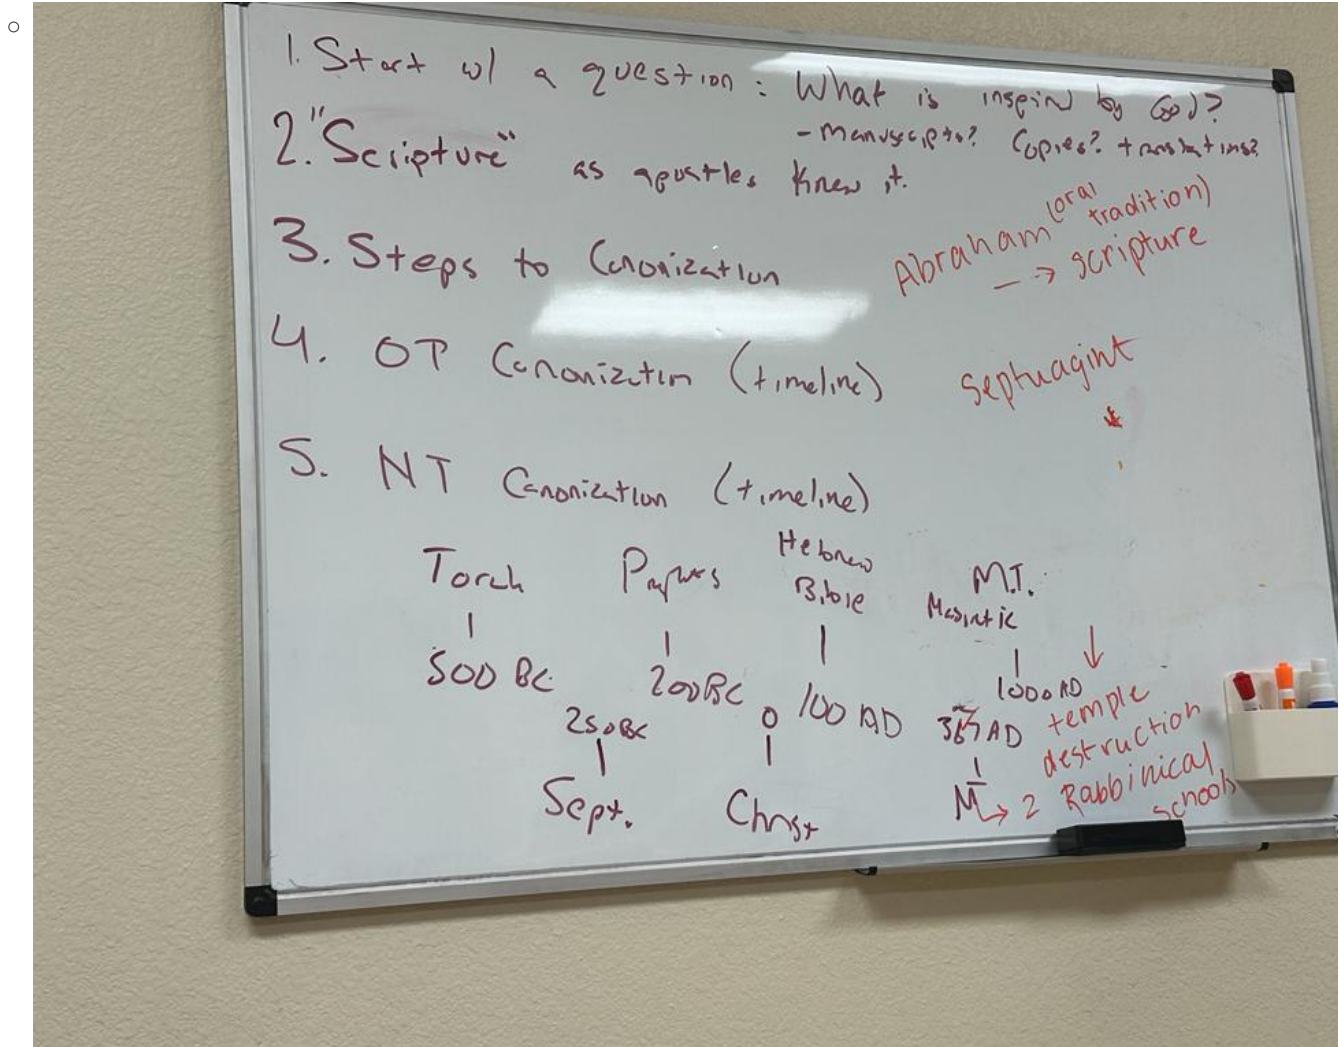 1. Start w/ a question: What is inspired by God?
- Manuscripts? Copies? translations?
2. "Scripture" as apostles knew it.
(oral tradition)
Abraham
→ scripture
3. Steps to Canonization
4. OT Canonization (timeline)
Septuagint
*
5. NT Canonization (timeline)
Torah
Hebrew
Bible
M.T.
500 BC
200 BC
0
100 AD
1000 AD
250 BC
367 AD
temple
destruction
Sept.
Christ
→ 2 Rabbinical
schools